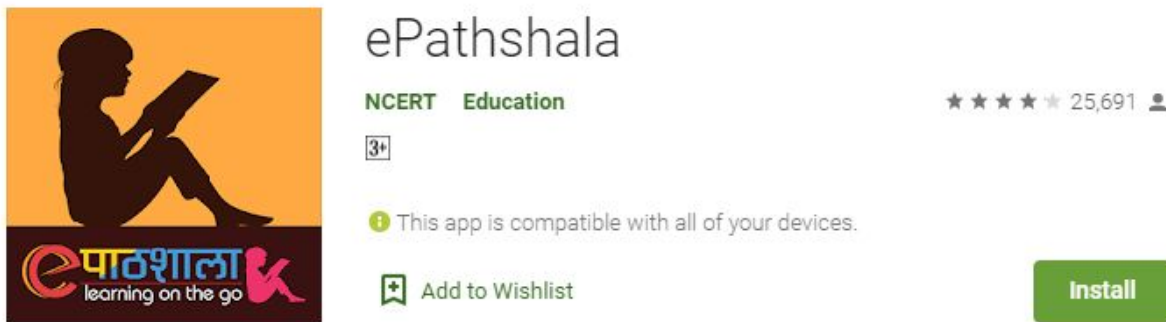 ePathshala
NCERT Education
25,691
3+
This app is compatible with all of your devices.
Add to Wishlist
Install
eपाठशाला
learning on the go